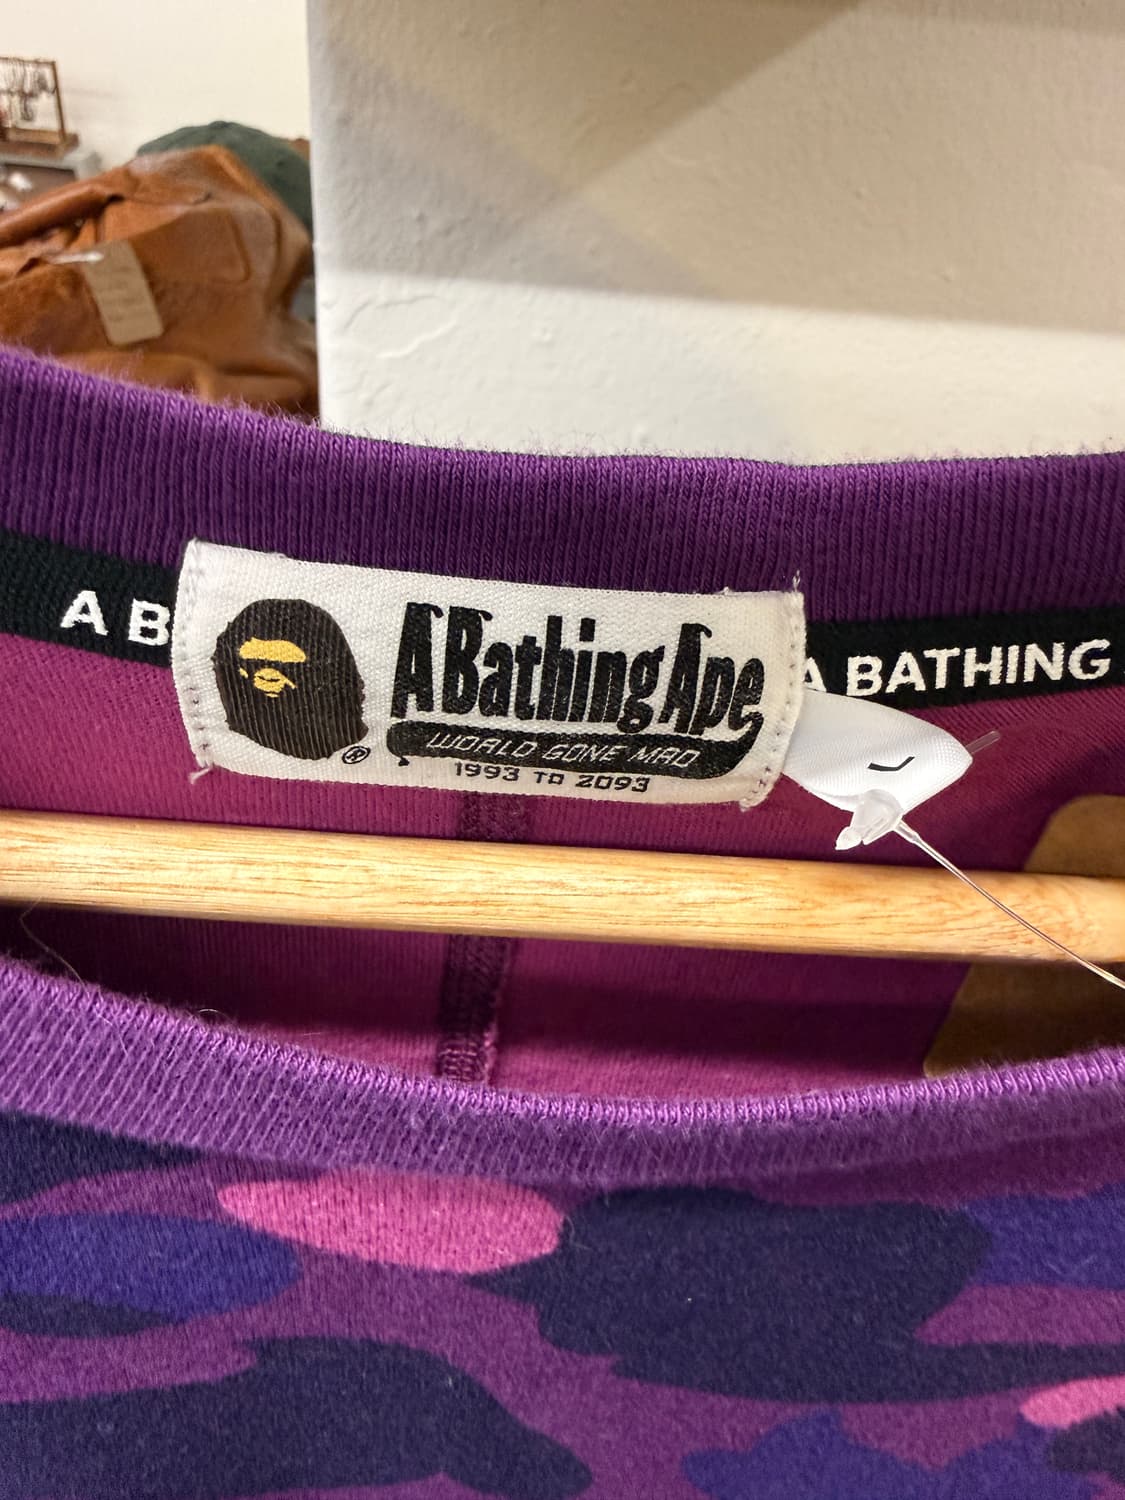 A B
A Bathing Ape
®
WORLD GONE MAD
1993 TO 2093
A BATHING